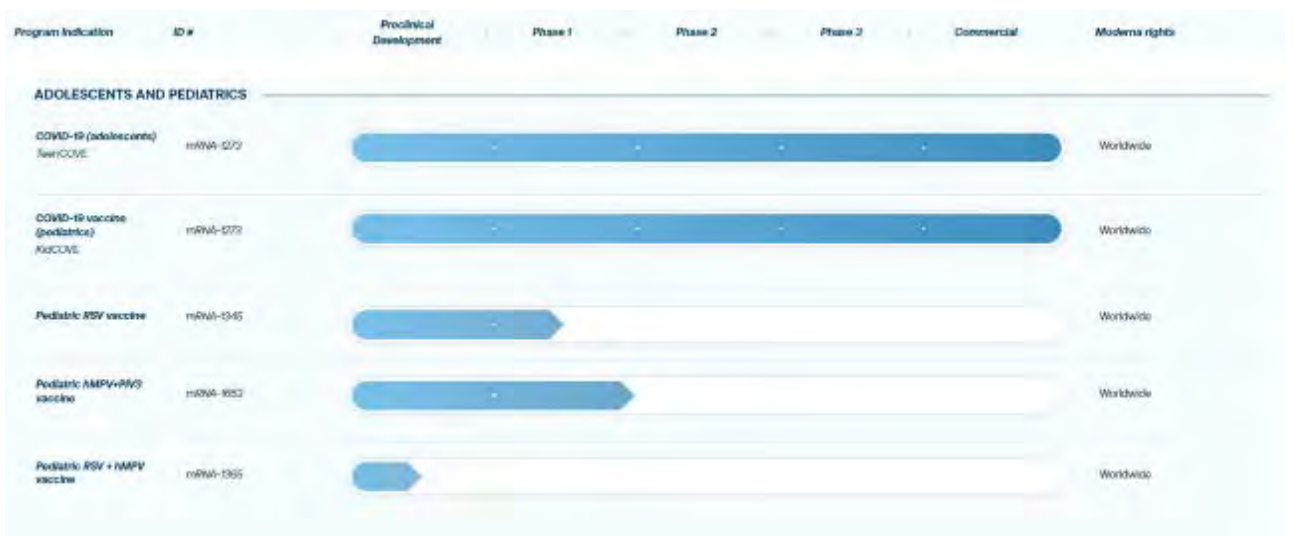 Program Indication ID # Preclinical Development Phase 1 Phase 2 Phase 3 Commercial Moderna rights
ADOLESCENTS AND PEDIATRICS
COVID-19 (adolescents) mRNA-1273 Worldwide
TeenCOVE
COVID-19 vaccine
(pediatrics) mRNA-1273 Worldwide
KidCOVE
Pediatric RSV vaccine mRNA-1345 Worldwide
Pediatric hMPV+PIV3
vaccine mRNA-1653 Worldwide
Pediatric RSV + hMPV
vaccine mRNA-1365 Worldwide